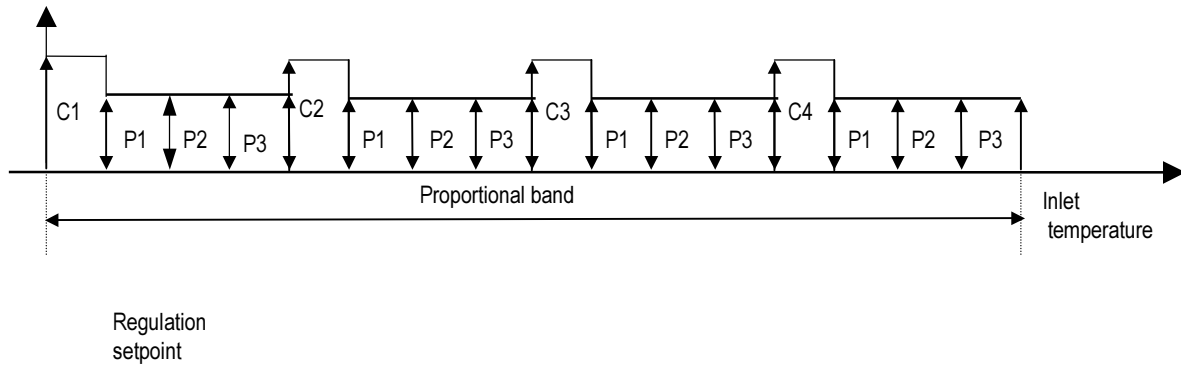 C1
P1
P2
P3
C2
P1
P2
P3
C3
P1
P2
P3
C4
P1
P2
P3
Proportional band
Inlet
temperature
Regulation
setpoint